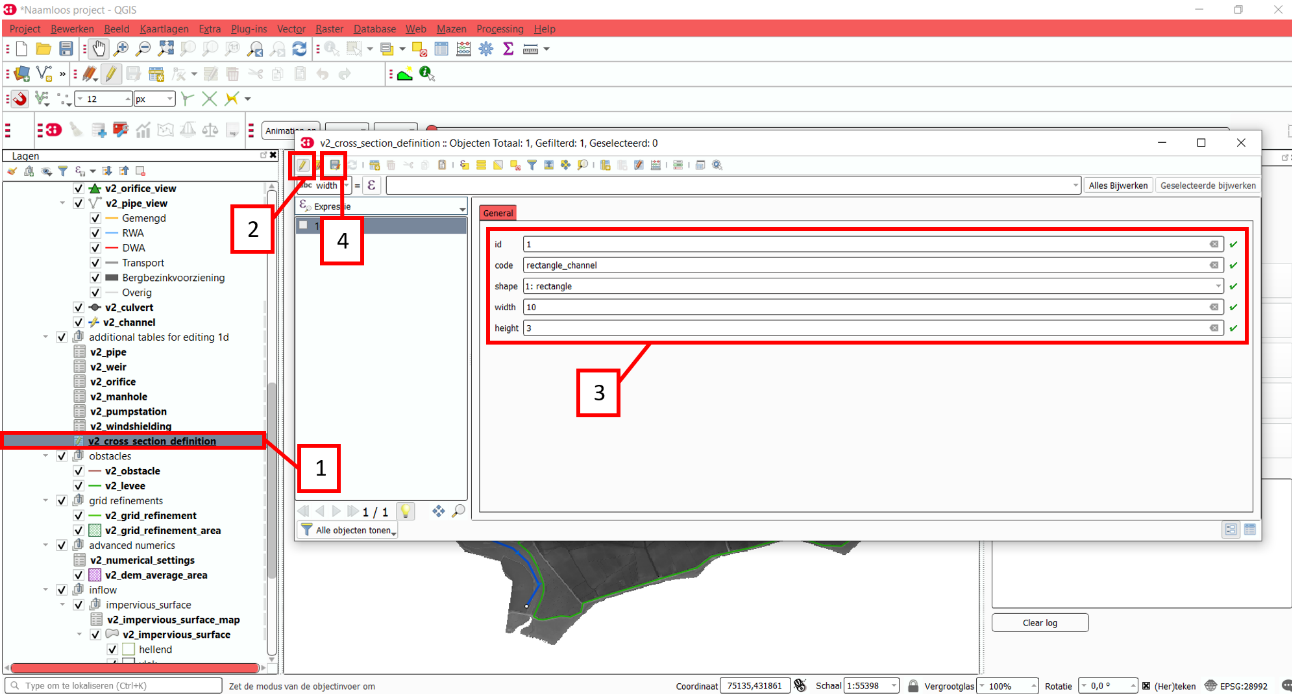 *Naamloos project - QGIS
Project Bewerken Beeld Kaartlagen Extra Plug-ins Vector Raster Database Web Mazen Processing Help
12 px
Lagen
v2_orifice_view
v2_pipe_view
Gemengd
RWA
DWA
Transport
Bergbezinkvoorziening
Overig
v2_culvert
v2_channel
additional tables for editing 1d
v2_pipe
v2_weir
v2_orifice
v2_manhole
v2_pumpstation
v2_windshielding
v2_cross_section_definition
obstacles
v2_obstacle
v2_levee
grid refinements
v2_grid_refinement
v2_grid_refinement_area
advanced numerics
v2_numerical_settings
v2_dem_average_area
inflow
impervious_surface
v2_impervious_surface_map
v2_impervious_surface
hellend
v2_cross_section_definition :: Objecten Totaal: 1, Gefilterd: 1, Geselecteerd: 0
abc width = ε Alles Bijwerken Geselecteerde bijwerken
Expressie
1
General
id 1
code rectangle_channel
shape 1: rectangle
width 10
height 3
2
4
3
1
1 / 1
Alle objecten tonen
Clear log
Type om te lokaliseren (Ctrl+K) Zet de modus van de objectinvoer om Coordinaat 75135,431861 Schaal 1:55398 Vergrootglas 100% Rotatie 0,0 ° (Her)teken EPSG:28992